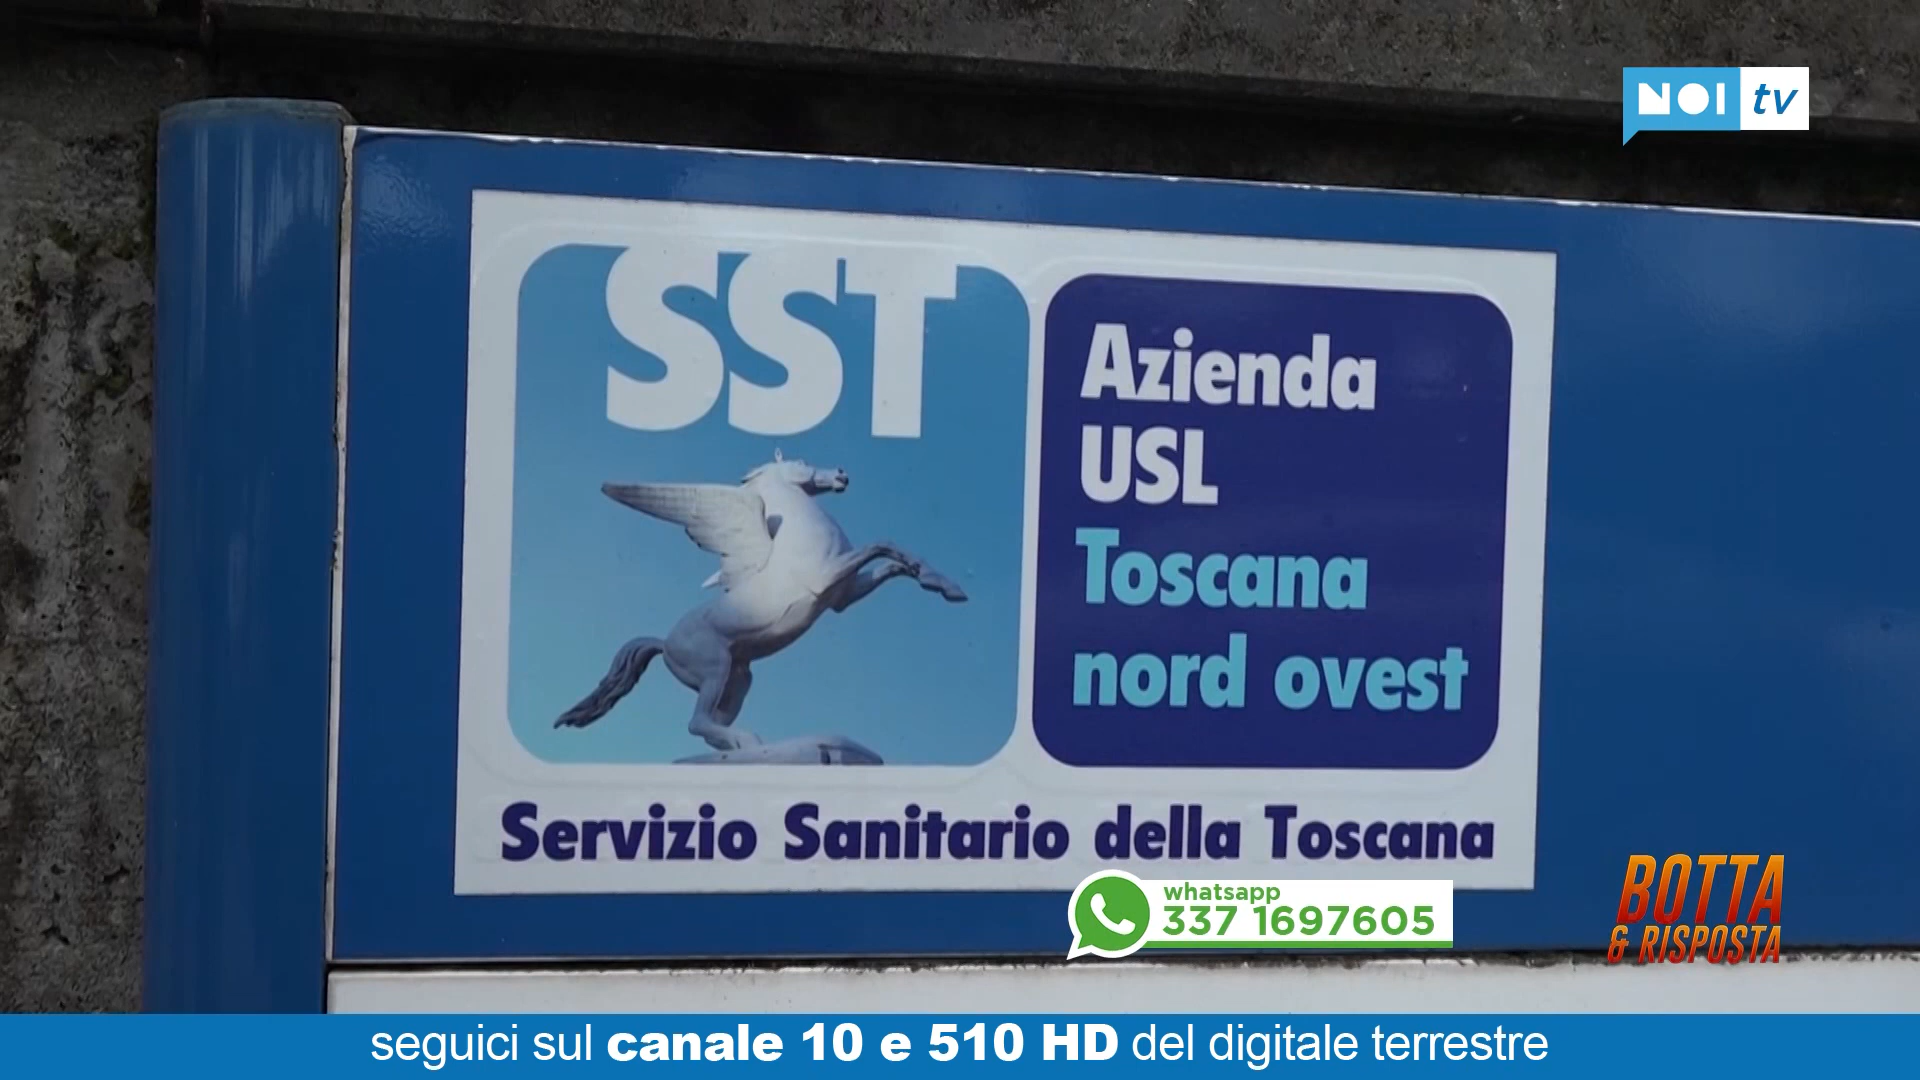 NOI tv
SST
Azienda
USL
Toscana
nord ovest
Servizio Sanitario della Toscana
whatsapp
337 1697605
BOTTA
& RISPOSTA
seguici sul canale 10 e 510 HD del digitale terrestre